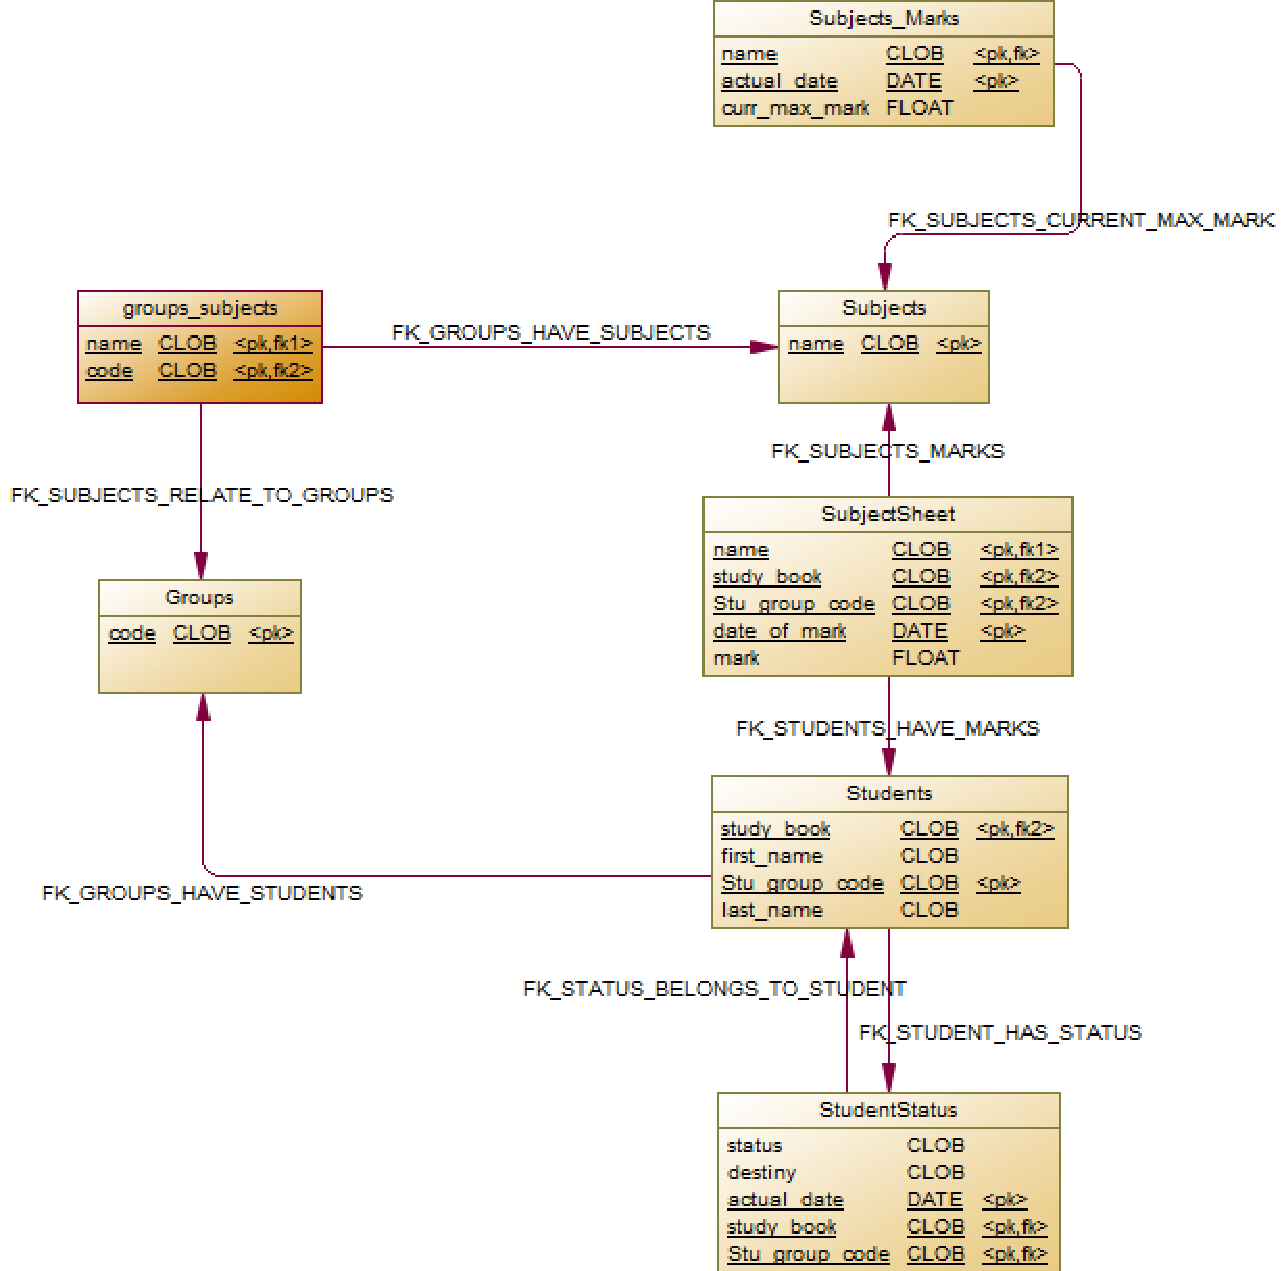 Subjects_Marks
name CLOB <pk,fk>
actual_date DATE <pk>
curr_max_mark FLOAT
FK_SUBJECTS_CURRENT_MAX_MARK
groups_subjects
name CLOB <pk,fk1>
code CLOB <pk,fk2>
FK_GROUPS_HAVE_SUBJECTS
Subjects
name CLOB <pk>
FK_SUBJECTS_MARKS
FK_SUBJECTS_RELATE_TO_GROUPS
SubjectSheet
name CLOB <pk,fk1>
study_book CLOB <pk,fk2>
Stu_group_code CLOB <pk,fk2>
date_of_mark DATE <pk>
mark FLOAT
Groups
code CLOB <pk>
FK_STUDENTS_HAVE_MARKS
Students
study_book CLOB <pk,fk2>
first_name CLOB
Stu_group_code CLOB <pk>
last_name CLOB
FK_GROUPS_HAVE_STUDENTS
FK_STATUS_BELONGS_TO_STUDENT
FK_STUDENT_HAS_STATUS
StudentStatus
status CLOB
destiny CLOB
actual_date DATE <pk>
study_book CLOB <pk,fk>
Stu_group_code CLOB <pk,fk>